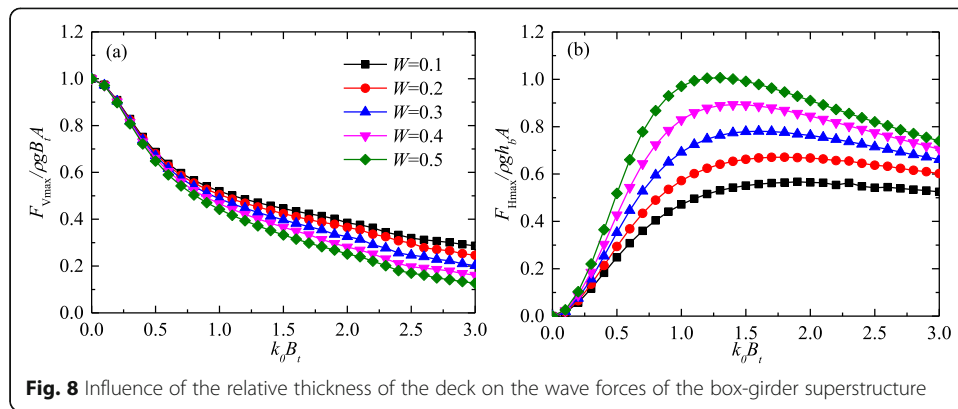 1.2
1.0
0.8
0.6
0.4
0.2
0.0
F_Vmax/ρgB_tA
(a)
W=0.1
W=0.2
W=0.3
W=0.4
W=0.5
0.0 0.5 1.0 1.5 2.0 2.5 3.0
k_0B_t
1.2
1.0
0.8
0.6
0.4
0.2
0.0
F_Hmax/ρgh_bA
(b)
0.0 0.5 1.0 1.5 2.0 2.5 3.0
k_0B_t
Fig. 8 Influence of the relative thickness of the deck on the wave forces of the box-girder superstructure